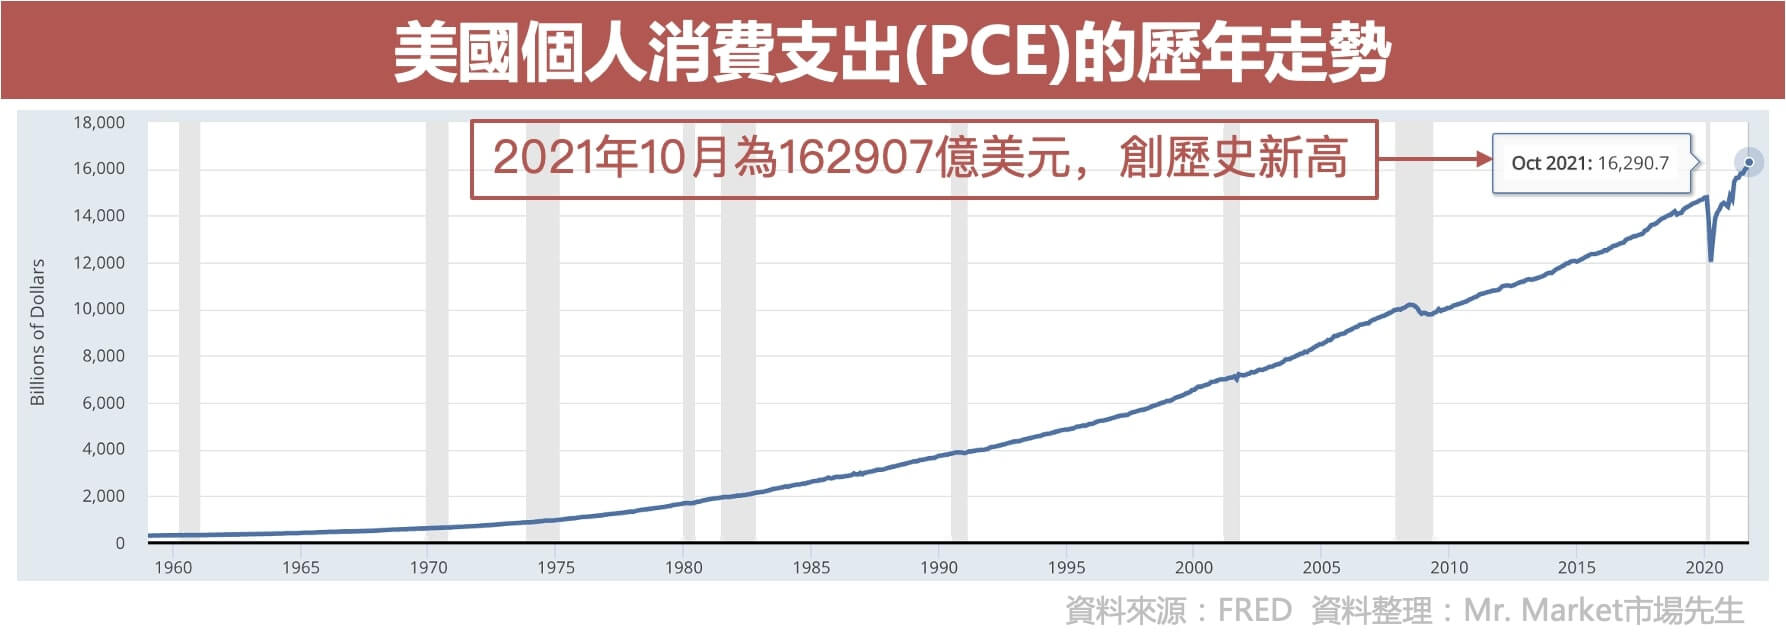 美國個人消費支出(PCE)的歷年走勢
2021年10月為162907億美元，創歷史新高
Oct 2021: 16,290.7
Billions of Dollars
18,000
16,000
14,000
12,000
10,000
8,000
6,000
4,000
2,000
0
1960 1965 1970 1975 1980 1985 1990 1995 2000 2005 2010 2015 2020
資料來源：FRED 資料整理：Mr. Market市場先生